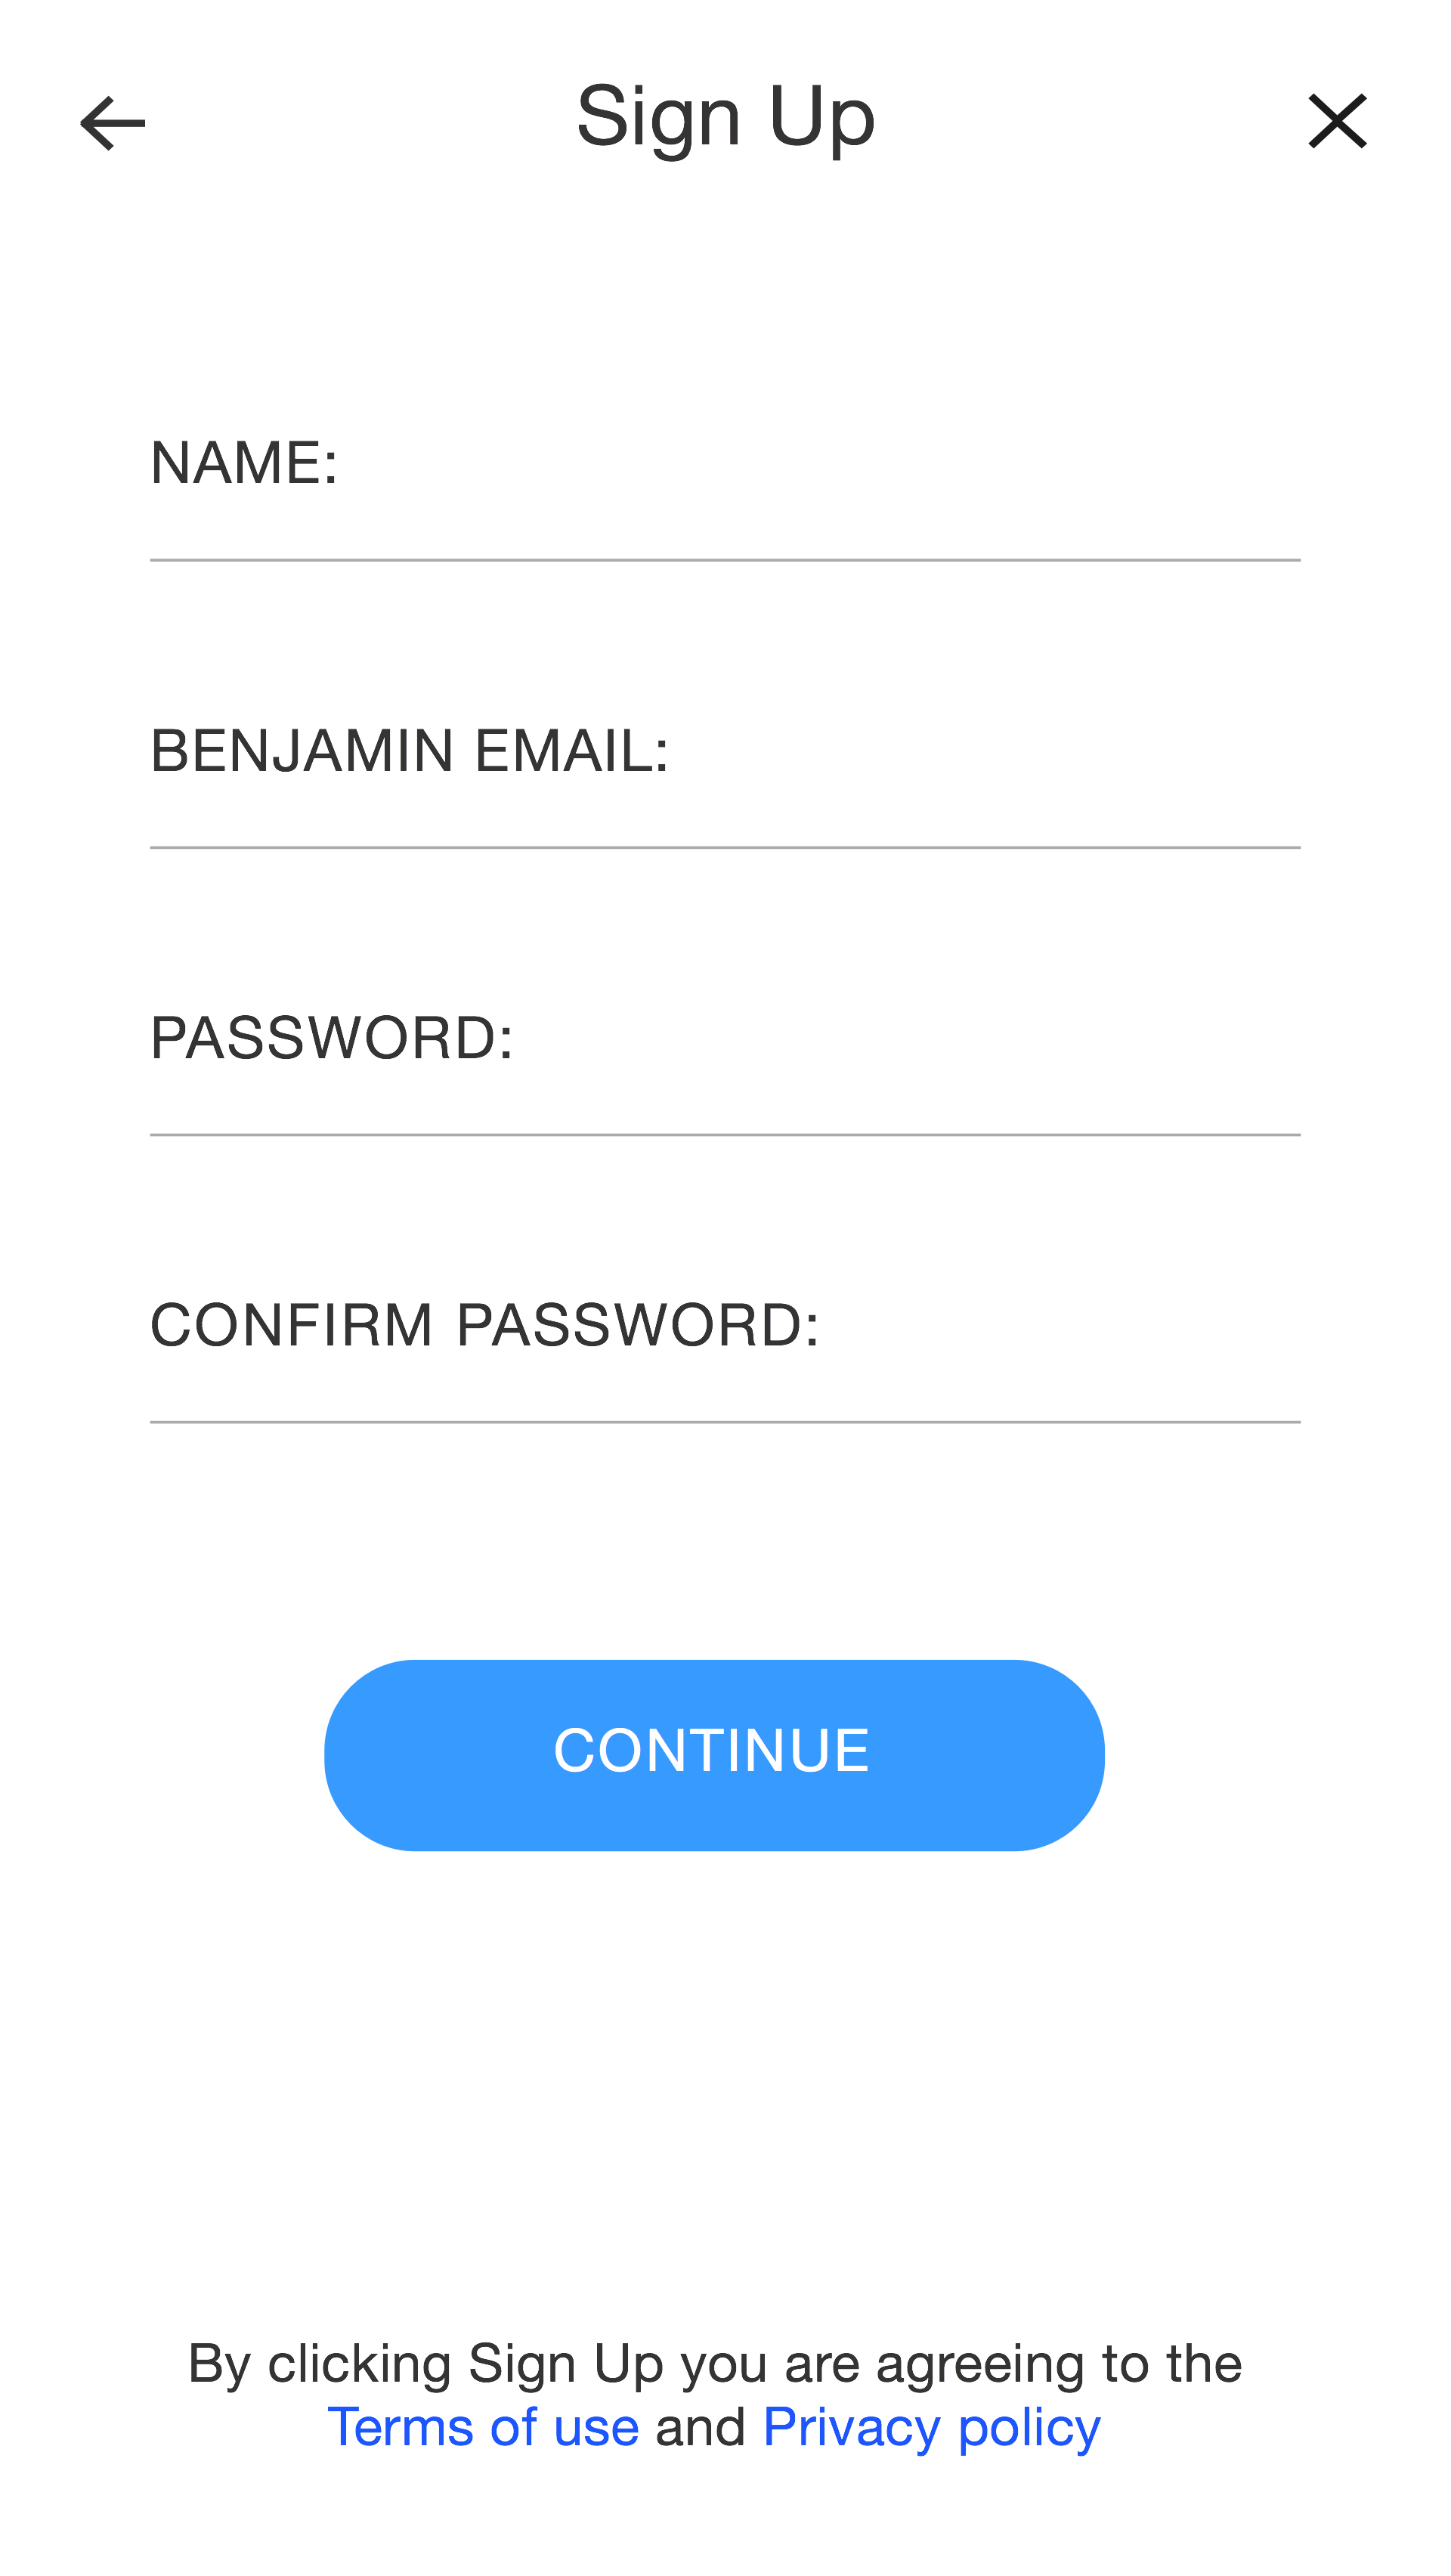 Sign Up
NAME:
BENJAMIN EMAIL:
PASSWORD:
CONFIRM PASSWORD:
CONTINUE
By clicking Sign Up you are agreeing to the
Terms of use and Privacy policy